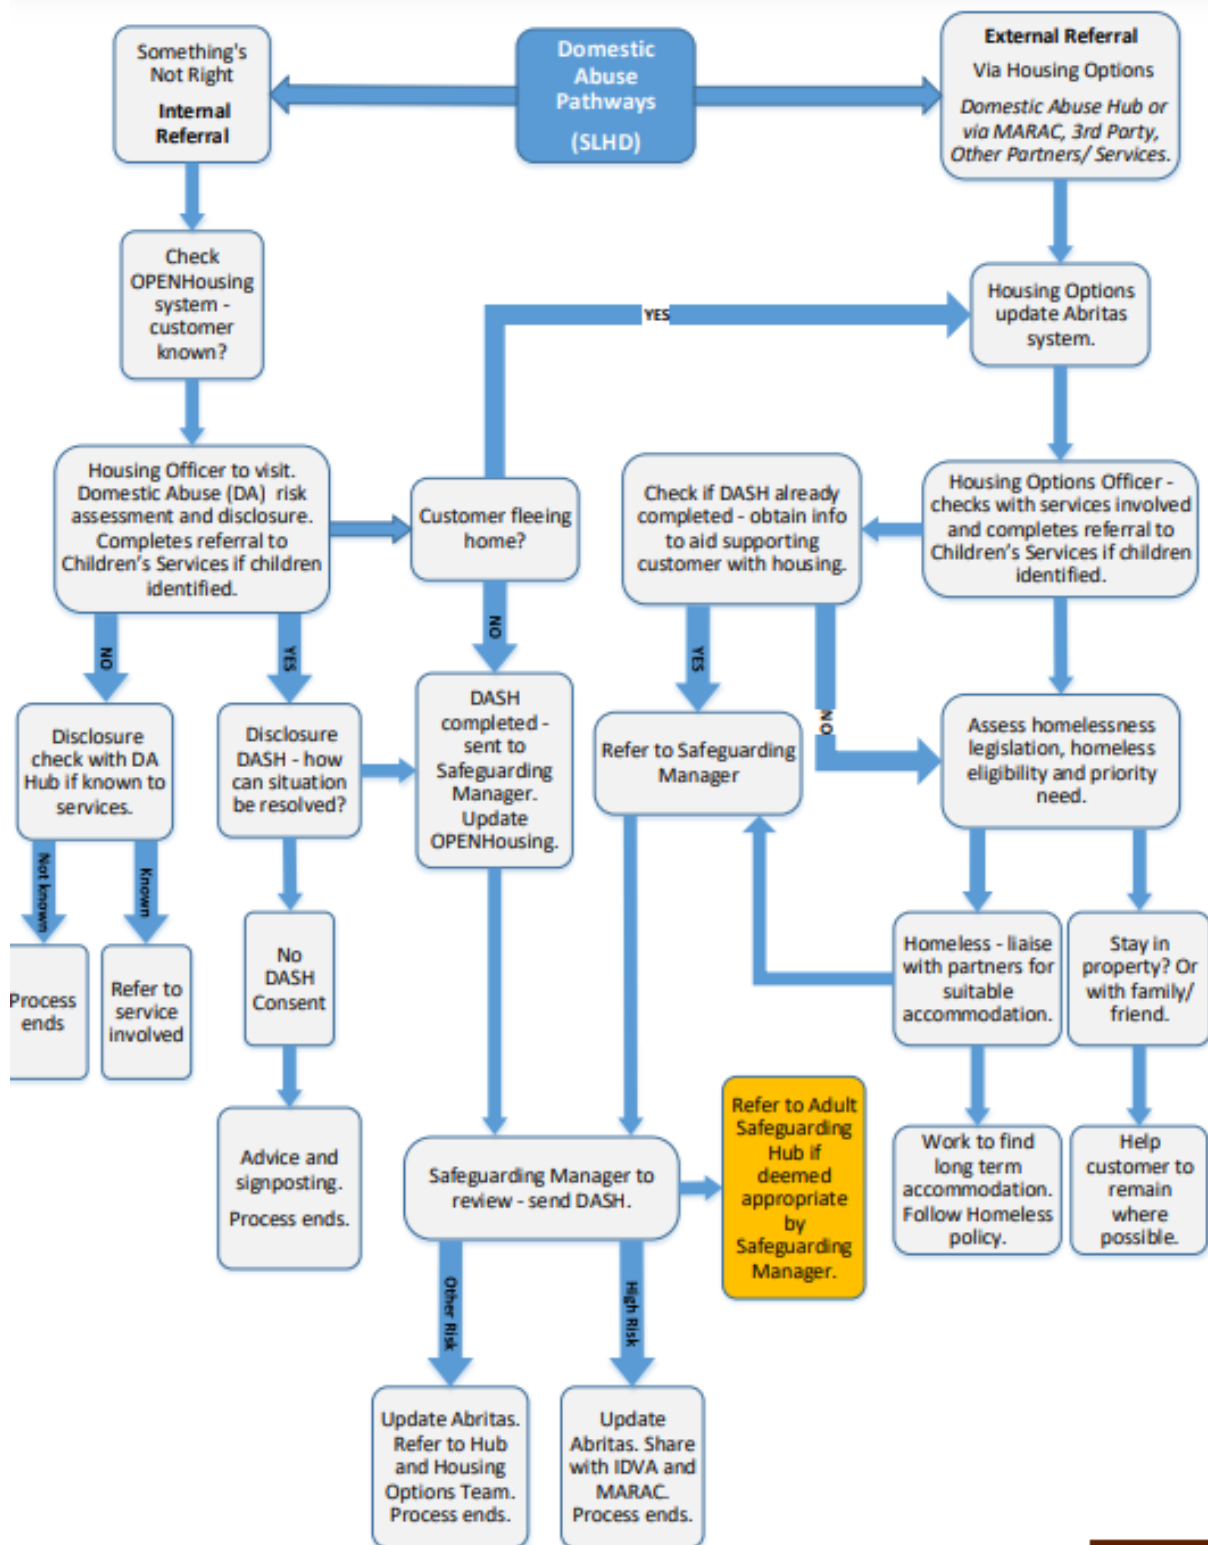 Something's
Not Right
Internal
Referral
Domestic
Abuse
Pathways
(SLHD)
External Referral
Via Housing Options
Domestic Abuse Hub or
via MARAC, 3rd Party,
Other Partners/ Services.
Check
OPENHousing
system -
customer
known?
YES
Housing Options
update Abritas
system.
Housing Officer to visit.
Domestic Abuse (DA) risk
assessment and disclosure.
Completes referral to
Children's Services if children
identified.
Customer fleeing
home?
Check if DASH already
completed - obtain info
to aid supporting
customer with housing.
Housing Options Officer -
checks with services involved
and completes referral to
Children's Services if children
identified.
NO
YES
NO
YES
NO
Disclosure
check with DA
Hub if known to
services.
Disclosure
DASH - how
can situation
be resolved?
DASH
completed -
sent to
Safeguarding
Manager.
Update
OPENHousing.
Refer to Safeguarding
Manager
Assess homelessness
legislation, homeless
eligibility and priority
need.
Not known
Known
Process
ends
Refer to
service
involved
No
DASH
Consent
Homeless - liaise
with partners for
suitable
accommodation.
Stay in
property? Or
with family/
friend.
Advice and
signposting.
Process ends.
Safeguarding Manager to
review - send DASH.
Refer to Adult
Safeguarding
Hub if
deemed
appropriate
by
Safeguarding
Manager.
Work to find
long term
accommodation.
Follow Homeless
policy.
Help
customer to
remain
where
possible.
Other Risk
High Risk
Update Abritas.
Refer to Hub
and Housing
Options Team.
Process ends.
Update
Abritas. Share
with IDVA and
MARAC.
Process ends.